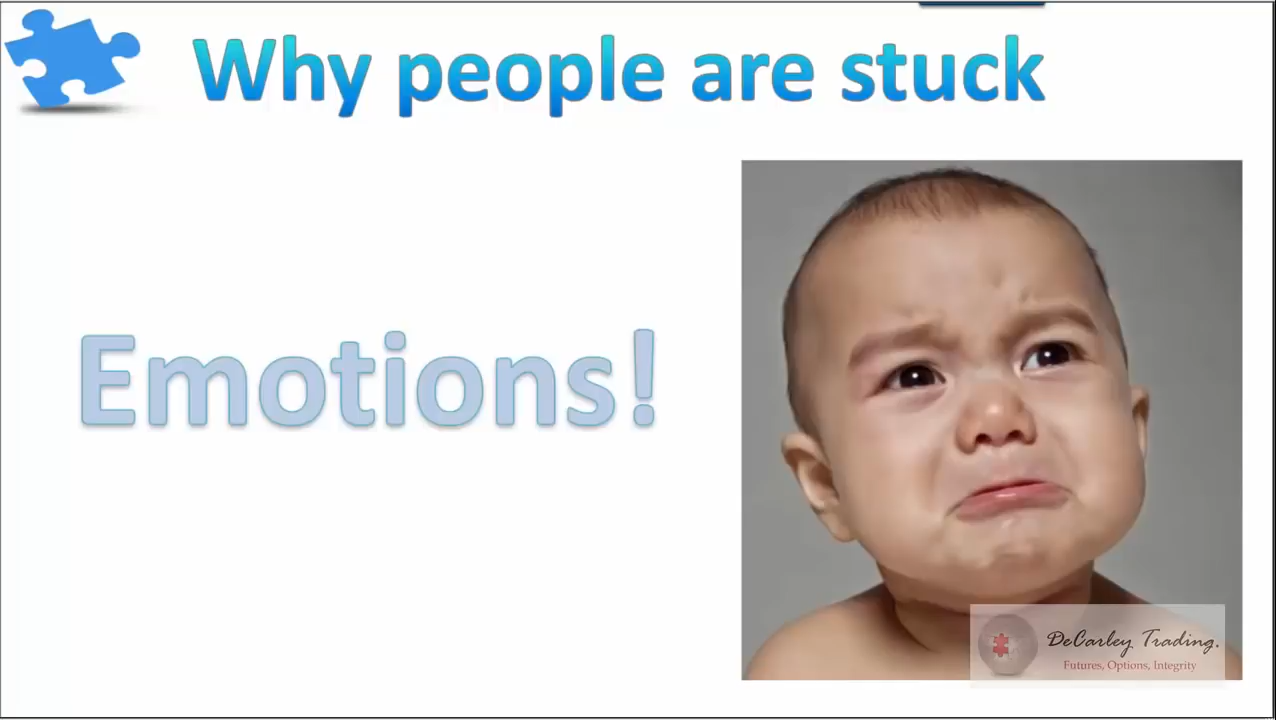 Why people are stuck
Emotions!
DeCarley Trading.
Futures, Options, Integrity